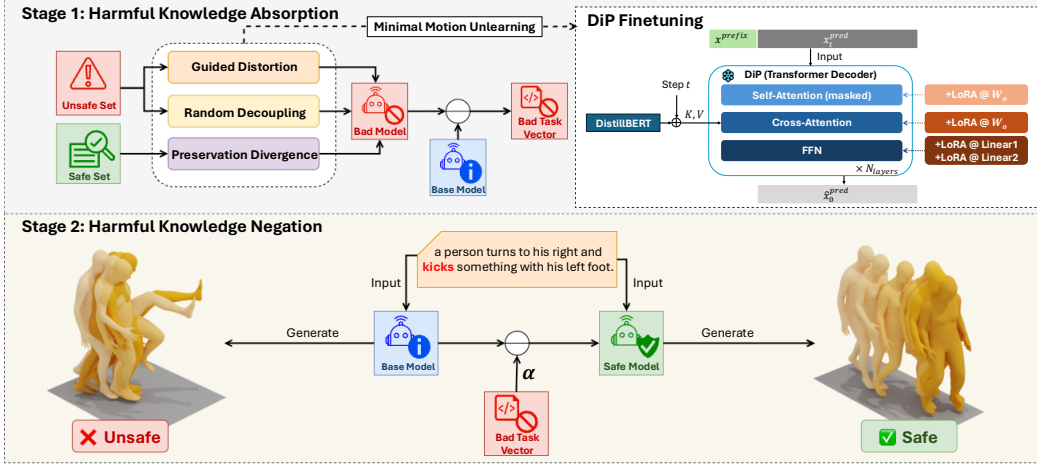 Stage 1: Harmful Knowledge Absorption
Minimal Motion Unlearning
Unsafe Set
Safe Set
Guided Distortion
Random Decoupling
Preservation Divergence
Bad Model
Base Model
Bad Task
Vector
DiP Finetuning
x^{prefix}
x_t^{pred}
Input
DiP (Transformer Decoder)
Step t
K, V
DistillBERT
Self-Attention (masked)
Cross-Attention
FFN
+LoRA @ W_o
+LoRA @ W_o
+LoRA @ Linear1
+LoRA @ Linear2
× N_{layers}
x̂_0^{pred}
Stage 2: Harmful Knowledge Negation
a person turns to his right and
kicks something with his left foot.
Input
Input
Generate
Base Model
Safe Model
Generate
α
Bad Task
Vector
Unsafe
Safe